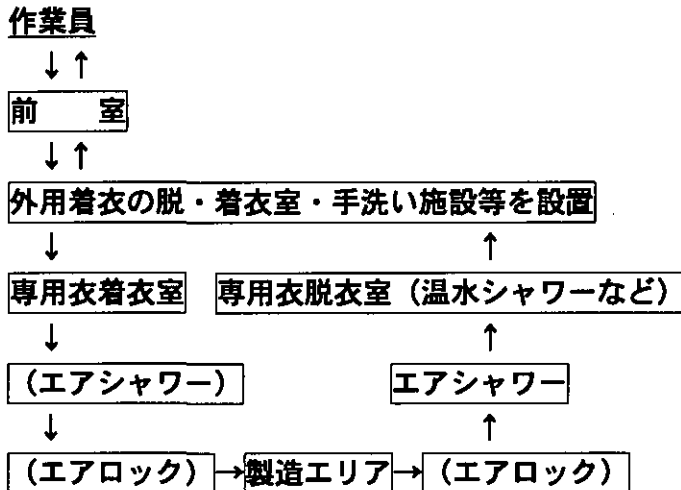 作業員
↓ ↑
前　　室
↓ ↑
外用着衣の脱・着衣室・手洗い施設等を設置
↓ ↑
専用衣着衣室 専用衣脱衣室（温水シャワーなど）
↓ ↑
（エアシャワー） エアシャワー
↓ ↑
（エアロック）→製造エリア→（エアロック）